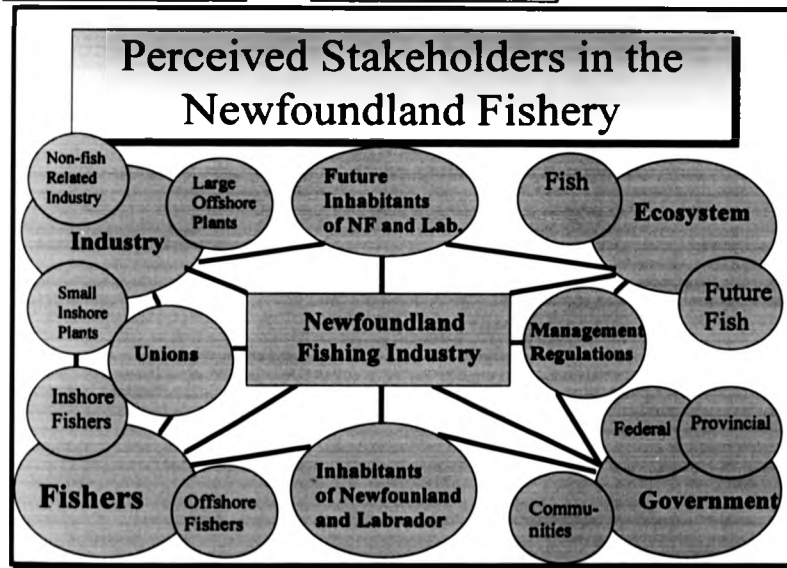 Perceived Stakeholders in the
Newfoundland Fishery
Non-fish
Related
Industry
Large
Offshore
Plants
Industry
Future
Inhabitants
of NF and Lab.
Fish
Ecosystem
Future
Fish
Small
Inshore
Plants
Unions
Newfoundland
Fishing Industry
Management
Regulations
Inshore
Fishers
Fishers
Offshore
Fishers
Inhabitants
of Newfounland
and Labrador
Federal
Provincial
Government
Commu-
nities